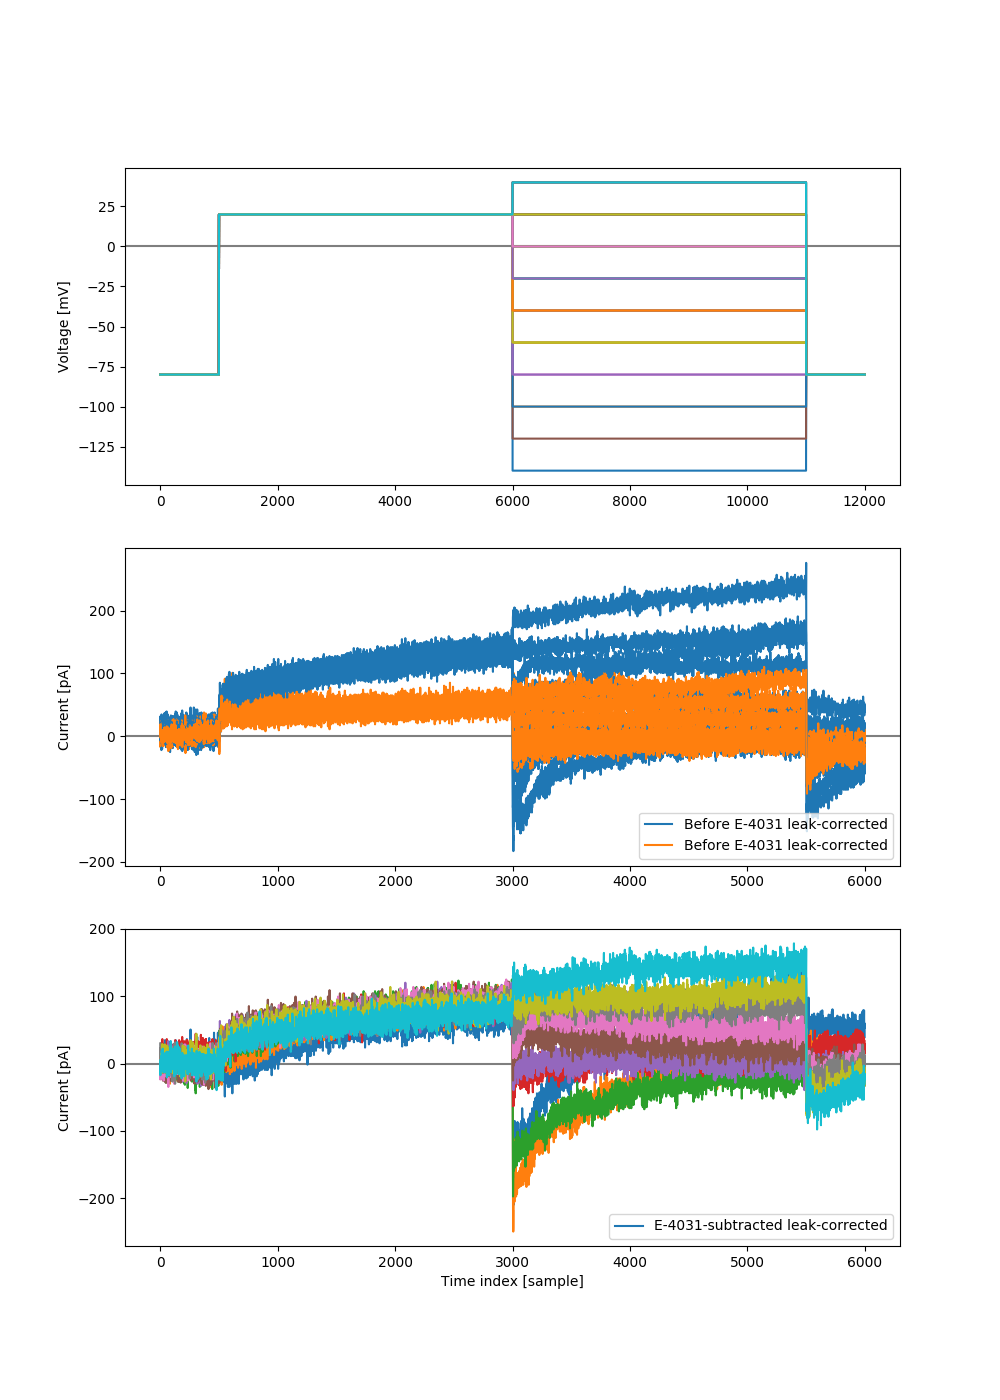 25
0
−25
−50
−75
−100
−125
Voltage [mV]
0 2000 4000 6000 8000 10000 12000
200
100
0
−100
−200
Current [pA]
Before E-4031 leak-corrected
Before E-4031 leak-corrected
0 1000 2000 3000 4000 5000 6000
200
100
0
−100
−200
Current [pA]
E-4031-subtracted leak-corrected
0 1000 2000 3000 4000 5000 6000
Time index [sample]